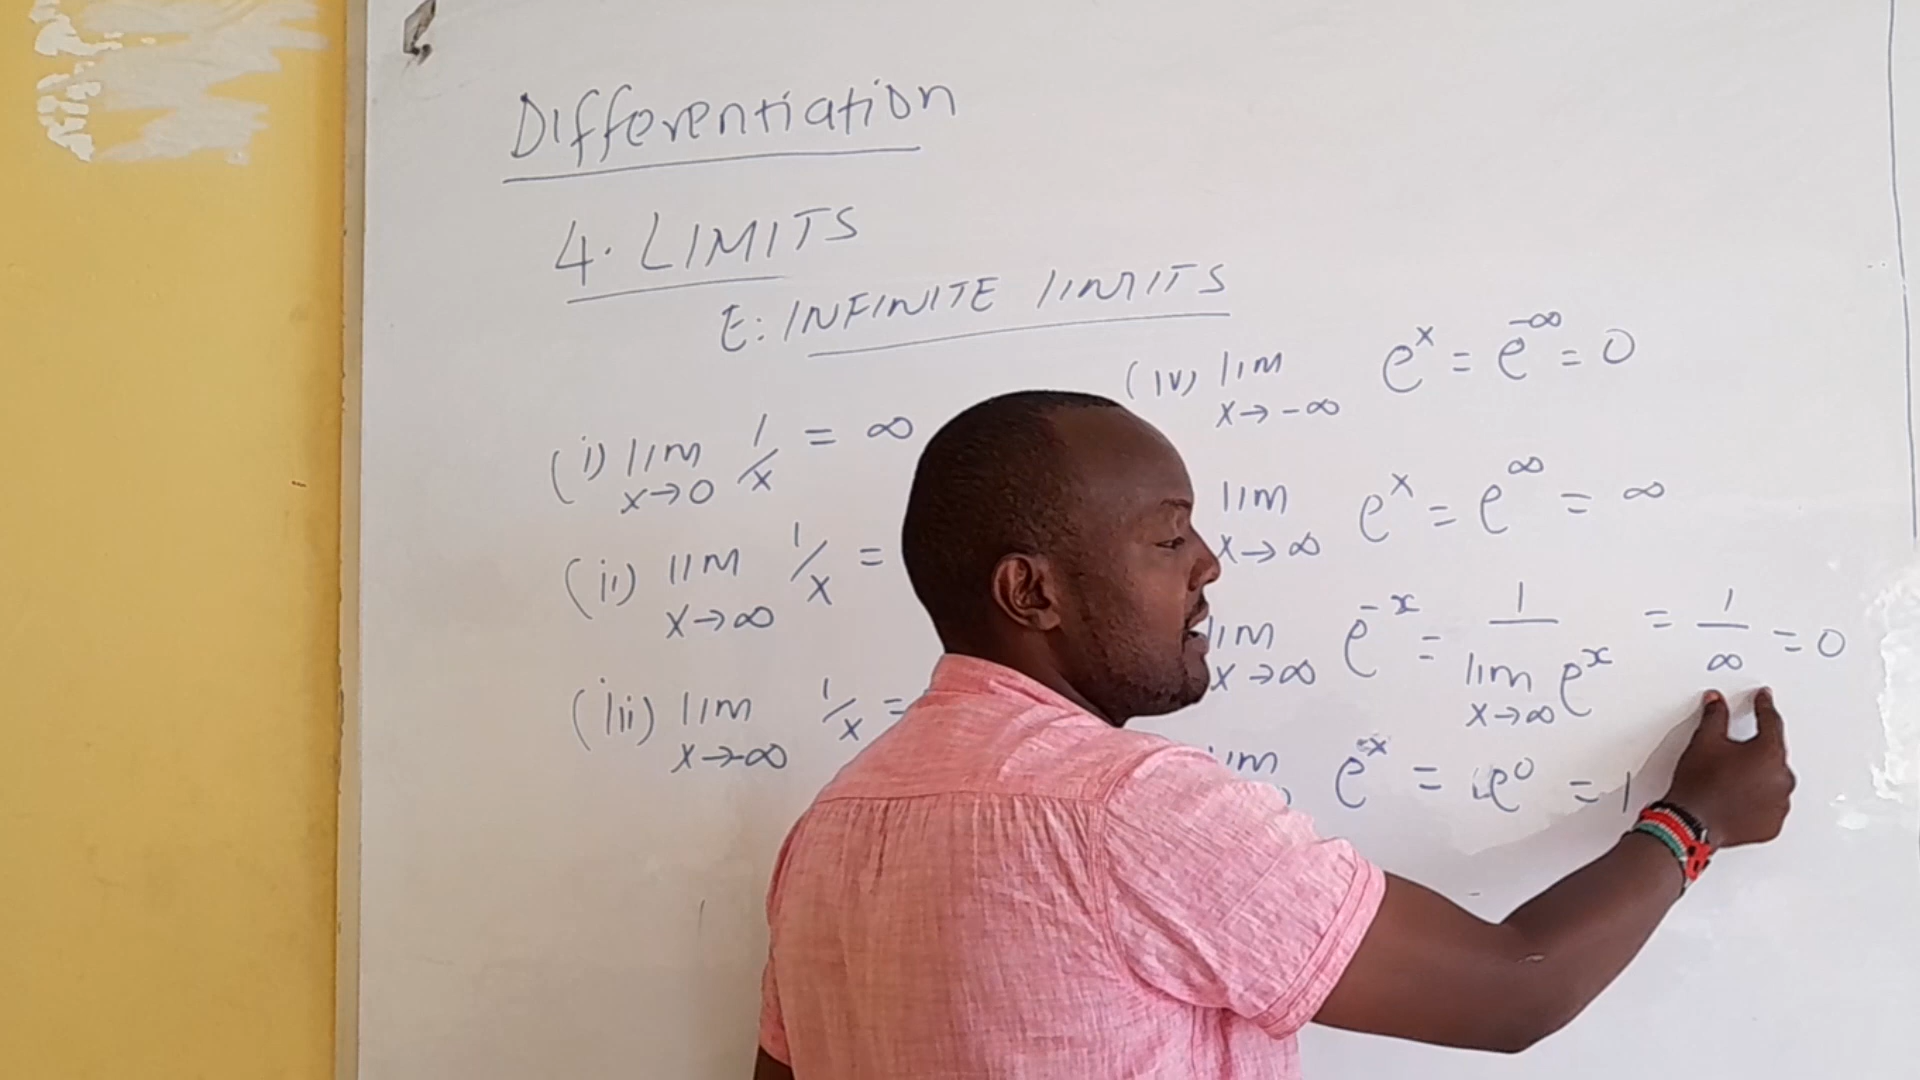 Differentiation
4. LIMITS
E: INFINITE LIMITS
(i) lim 1/x = ∞
x→0
(ii) lim 1/x =
x→∞
(iii) lim 1/x =
x→-∞
(iv) lim e^x = e^-∞ = 0
x→-∞
lim e^x = e^∞ = ∞
x→∞
lim e^-x = 1 / lim e^x = 1/∞ = 0
x→∞ x→∞
im e^x = e^0 = 1